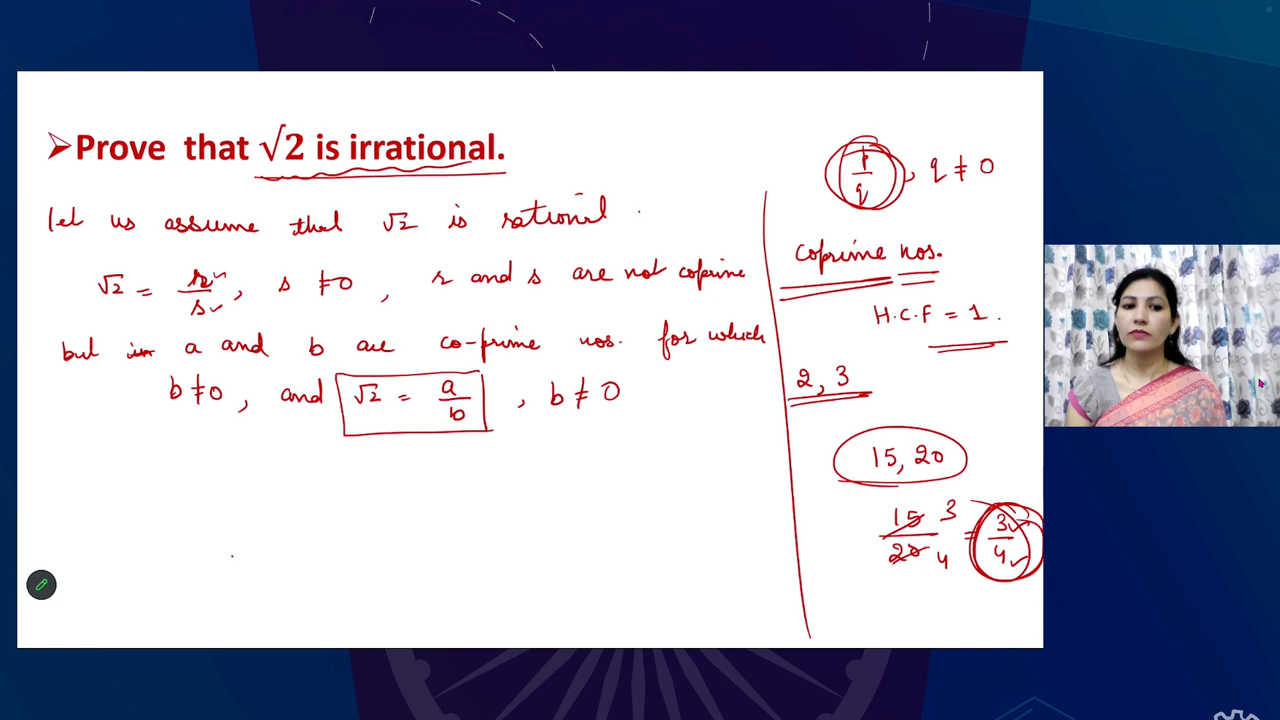 ➢Prove that √2 is irrational.
let us assume that √2 is rational.
√2 = r/s, s ≠ 0, r and s are not coprime
but a and b are co-prime nos. for which
b ≠ 0, and √2 = a/b, b ≠ 0
p/q, q ≠ 0
coprime nos.
H.C.F = 1.
2, 3
15, 20
15/20 3/4 = 3/4